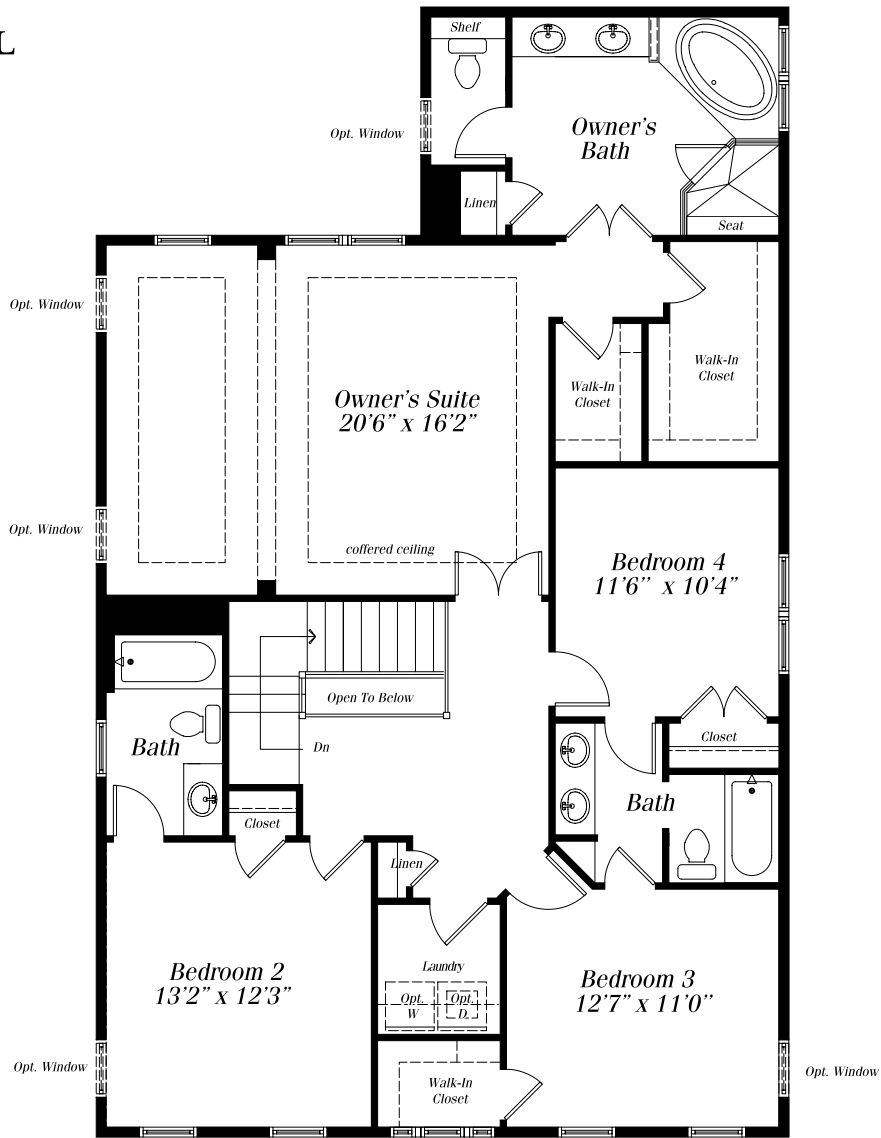 L
Shelf
Opt. Window
Owner's
Bath
Linen
Seat
Opt. Window
Walk-In
Closet
Walk-In
Closet
Owner's Suite
20'6" x 16'2"
Opt. Window
coffered ceiling
Bedroom 4
11'6" x 10'4"
Open To Below
Bath
Dn
Closet
Closet
Bath
Linen
Laundry
Bedroom 2
13'2" x 12'3"
Bedroom 3
12'7" x 11'0"
Opt.
W
Opt.
D.
Opt. Window
Opt. Window
Walk-In
Closet